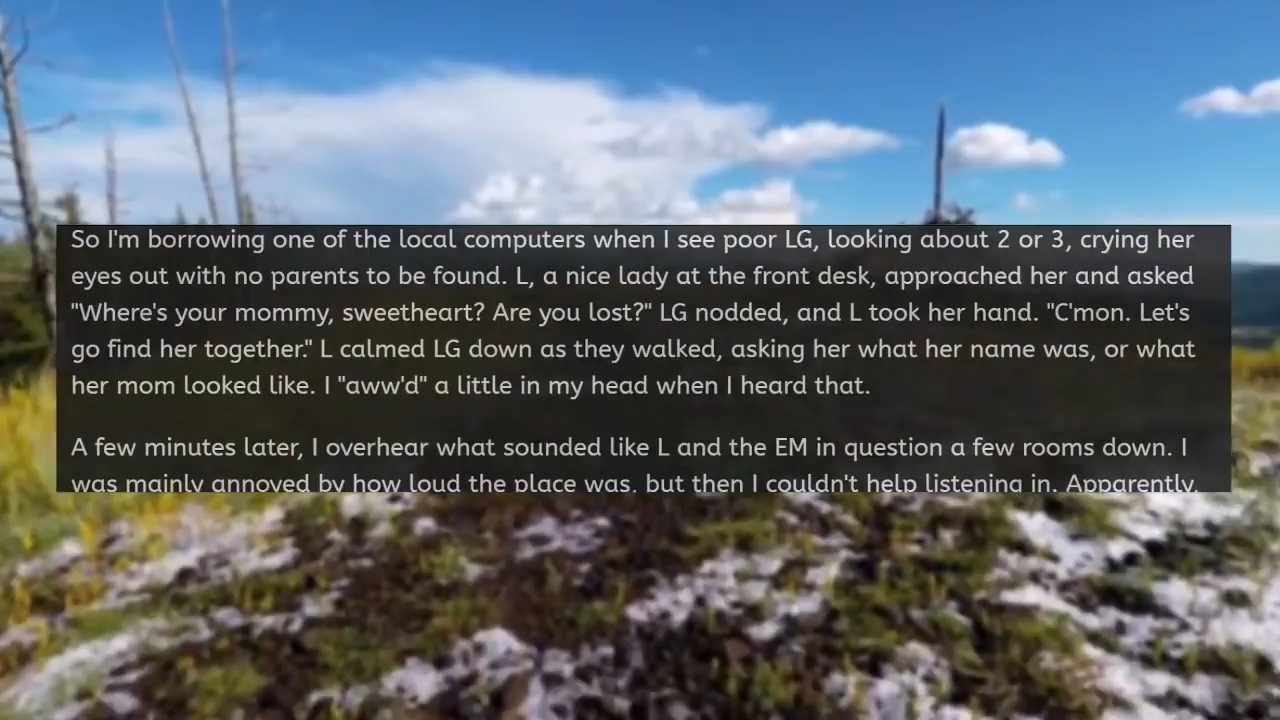 So I'm borrowing one of the local computers when I see poor LG, looking about 2 or 3, crying her
eyes out with no parents to be found. L, a nice lady at the front desk, approached her and asked
"Where's your mommy, sweetheart? Are you lost?" LG nodded, and L took her hand. "C'mon. Let's
go find her together." L calmed LG down as they walked, asking her what her name was, or what
her mom looked like. I "aww'd" a little in my head when I heard that.
A few minutes later, I overhear what sounded like L and the EM in question a few rooms down. I
was mainly annoyed by how loud the place was, but then I couldn't help listening in. Apparently,